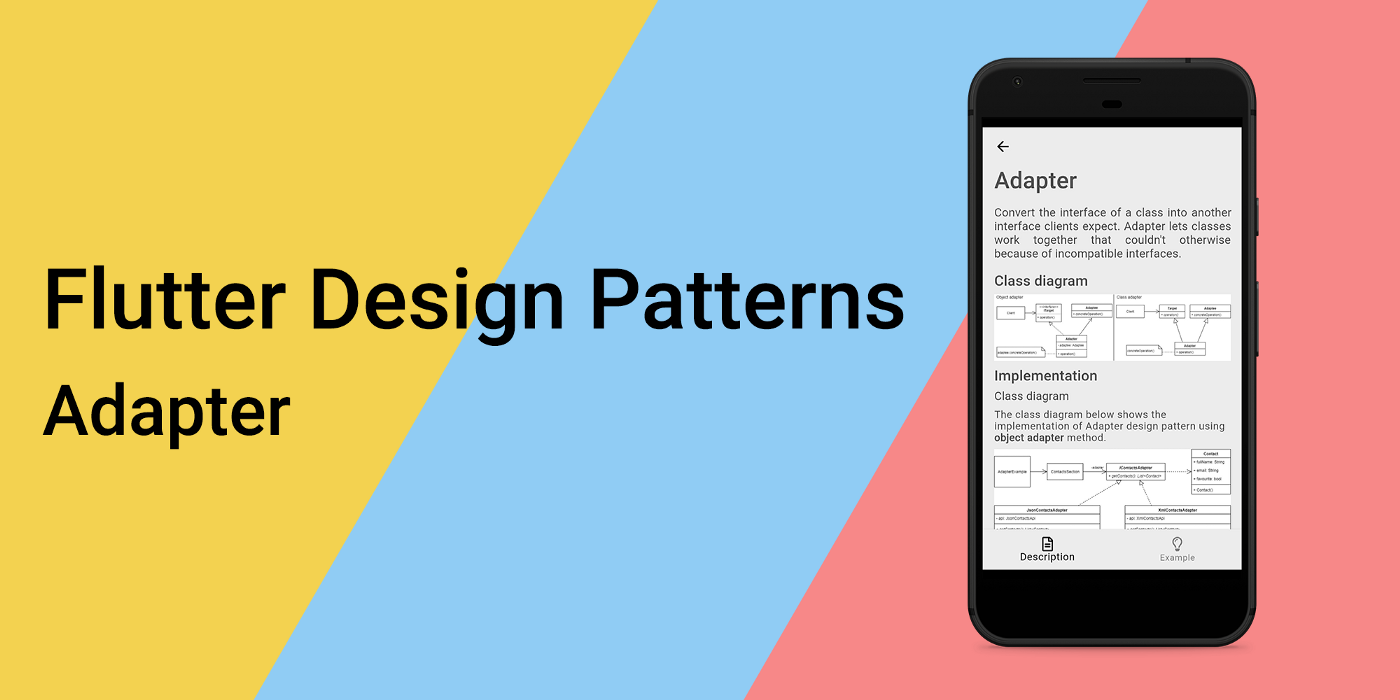 Flutter Design Patterns
Adapter
Adapter
Convert the interface of a class into another
interface clients expect. Adapter lets classes
work together that couldn't otherwise
because of incompatible interfaces.
Class diagram
Object adapter
Class adapter
Client
+ operation()
Adaptee
+ concreteOperation()
Adapter
- adaptee: Adaptee
+ operation()
adaptee.concreteOperation()
Client
Target
+ operation()
Adaptee
+ concreteOperation()
Adapter
+ operation()
concreteOperation()
Implementation
Class diagram
The class diagram below shows the
implementation of Adapter design pattern using
object adapter method.
AdapterExample
ContactsSection
IContactsAdapter
+ getContacts(): List<Contact>
Contact
+ fullName: String
+ email: String
+ favourite: bool
+ Contact()
JsonContactsAdapter
- api: JsonContactsApi
XmlContactsAdapter
- api: XmlContactsApi
Description
Example